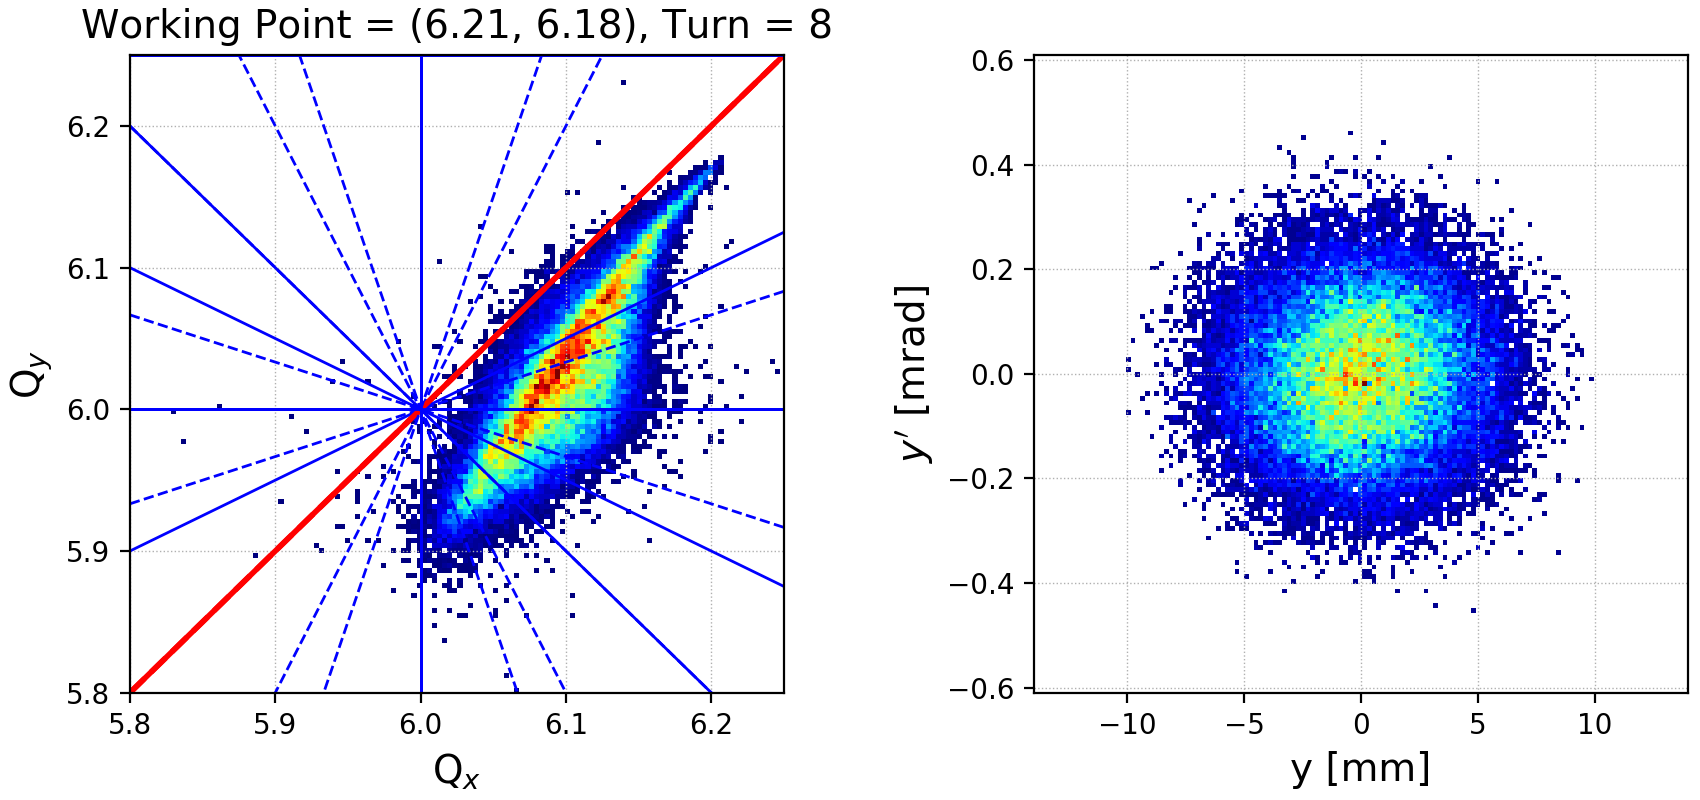 Working Point = (6.21, 6.18), Turn = 8
6.2
6.1
6.0
5.9
5.8
Qy
5.8 5.9 6.0 6.1 6.2
Qx
0.6
0.4
0.2
0.0
−0.2
−0.4
−0.6
y′ [mrad]
−10 −5 0 5 10
y [mm]